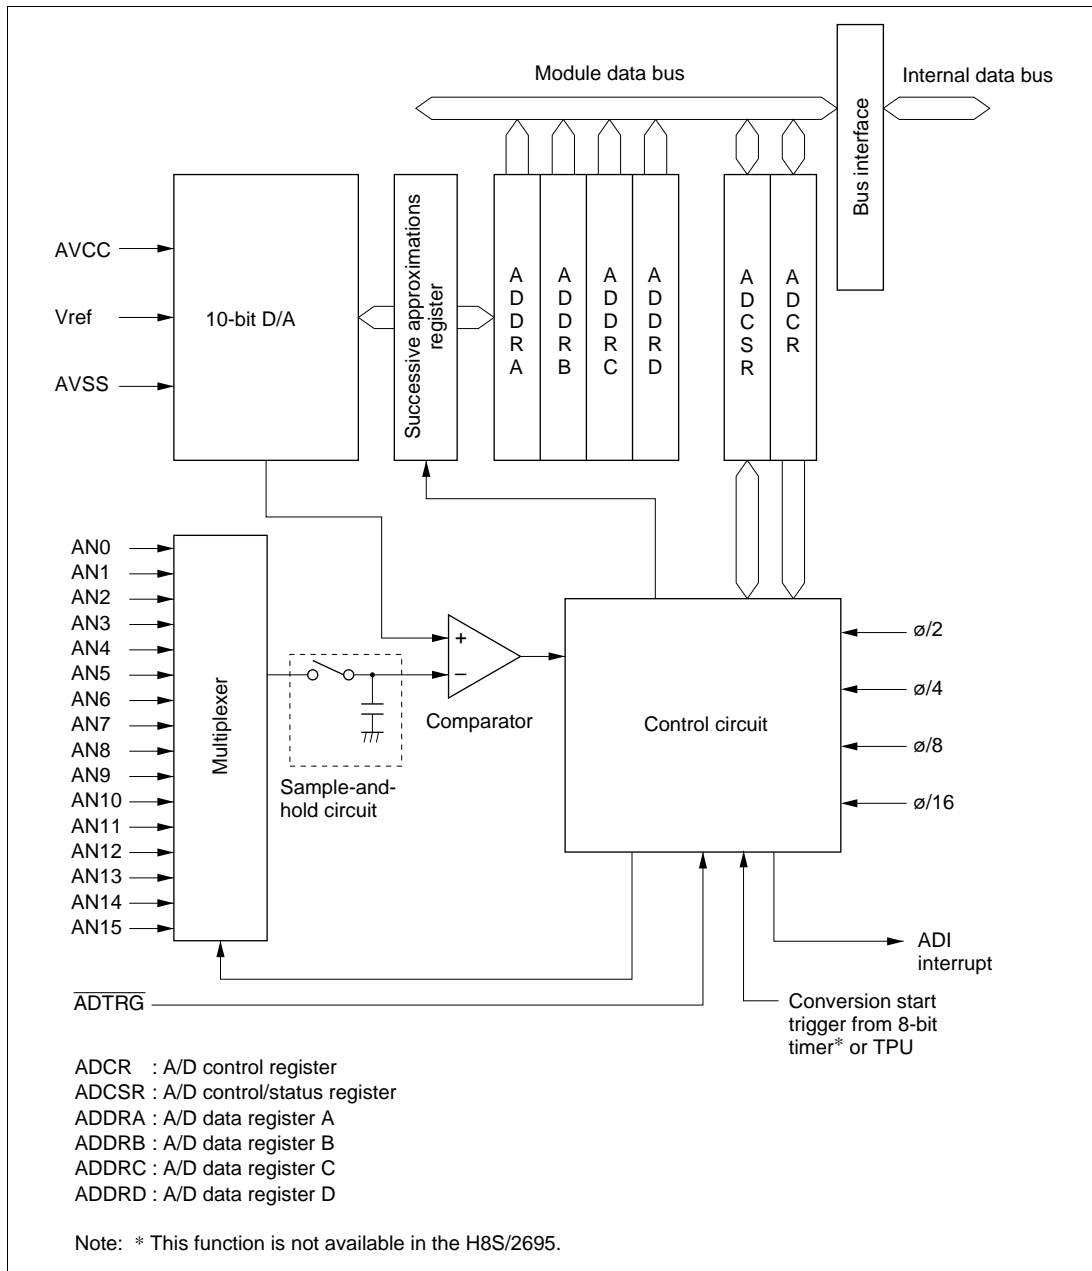 Module data bus
Internal data bus
Bus interface
AVCC
Vref
AVSS
10-bit D/A
Successive approximations
register
ADDRA
ADDRB
ADDRC
ADDRD
ADCSR
ADCR
AN0
AN1
AN2
AN3
AN4
AN5
AN6
AN7
AN8
AN9
AN10
AN11
AN12
AN13
AN14
AN15
Multiplexer
Sample-and-
hold circuit
+
−
Comparator
Control circuit
ø/2
ø/4
ø/8
ø/16
ADI
interrupt
ADTRG
Conversion start
trigger from 8-bit
timer* or TPU
ADCR : A/D control register
ADCSR : A/D control/status register
ADDRA : A/D data register A
ADDRB : A/D data register B
ADDRC : A/D data register C
ADDRD : A/D data register D
Note: * This function is not available in the H8S/2695.